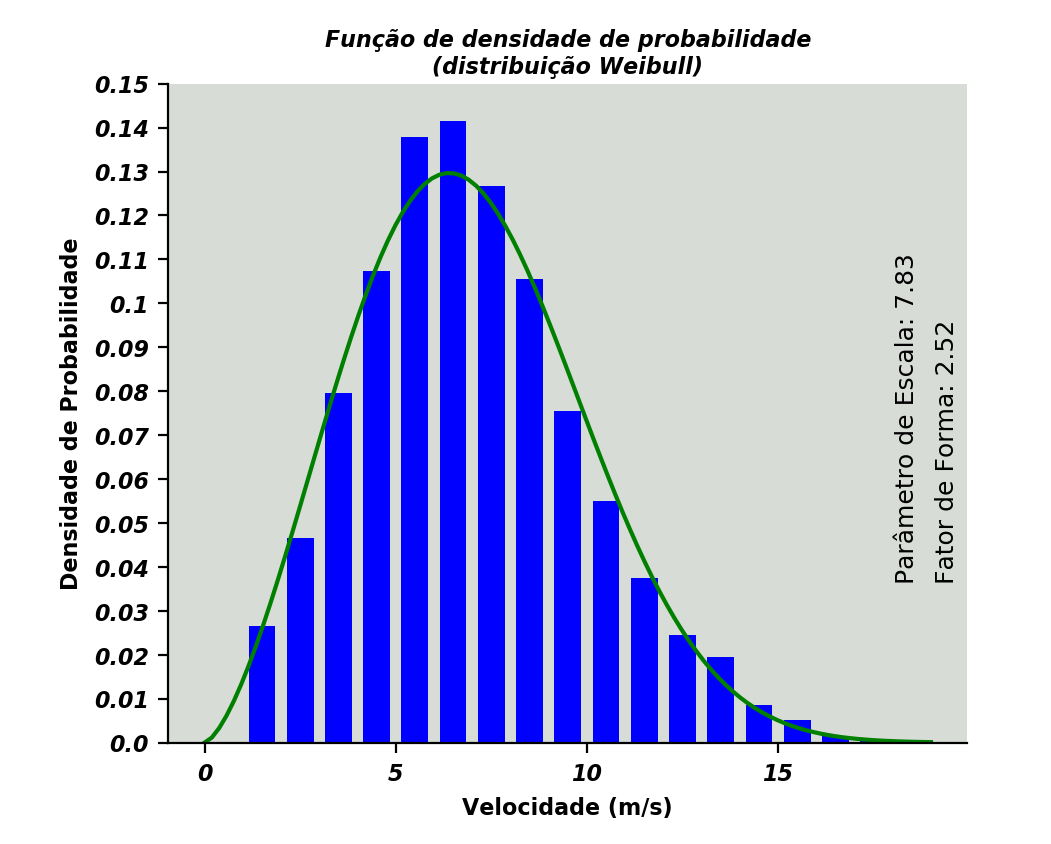 Função de densidade de probabilidade
(distribuição Weibull)
0.15
0.14
0.13
0.12
0.11
0.1
0.09
0.08
0.07
0.06
0.05
0.04
0.03
0.02
0.01
0.0
Densidade de Probabilidade
Parâmetro de Escala: 7.83
Fator de Forma: 2.52
0 5 10 15
Velocidade (m/s)